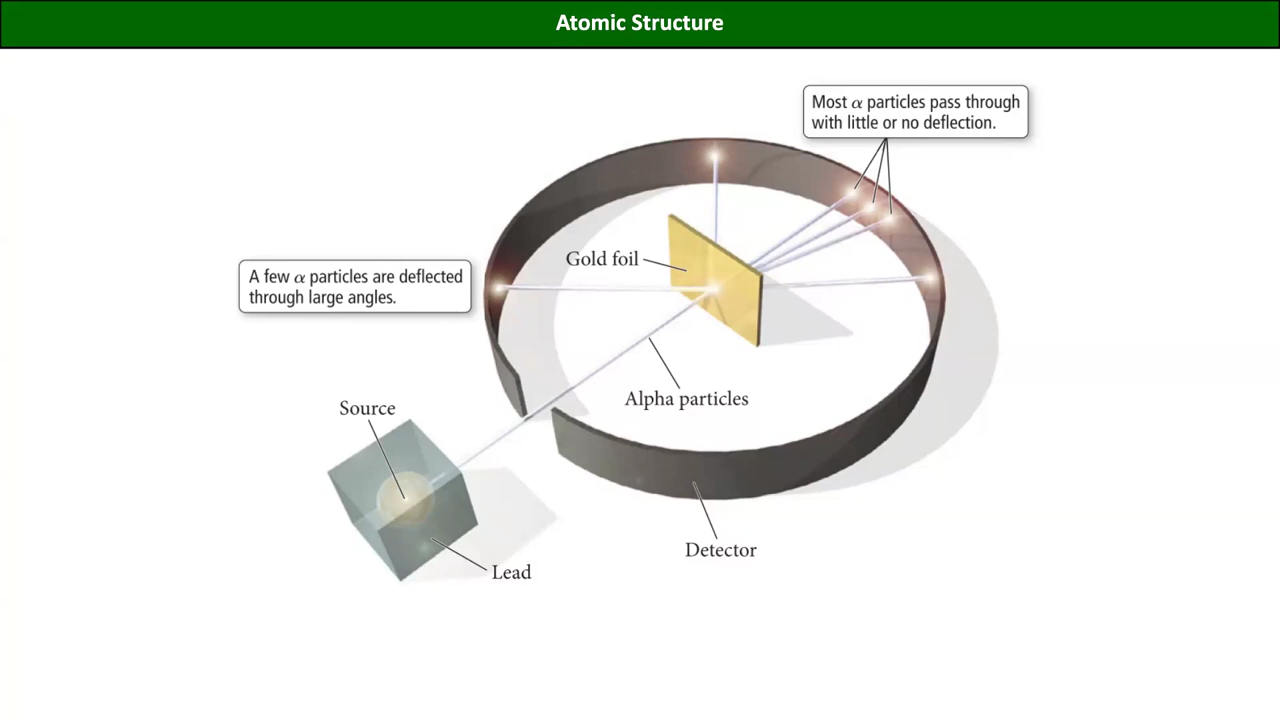 Atomic Structure
Most α particles pass through
with little or no deflection.
Gold foil
A few α particles are deflected
through large angles.
Alpha particles
Source
Detector
Lead